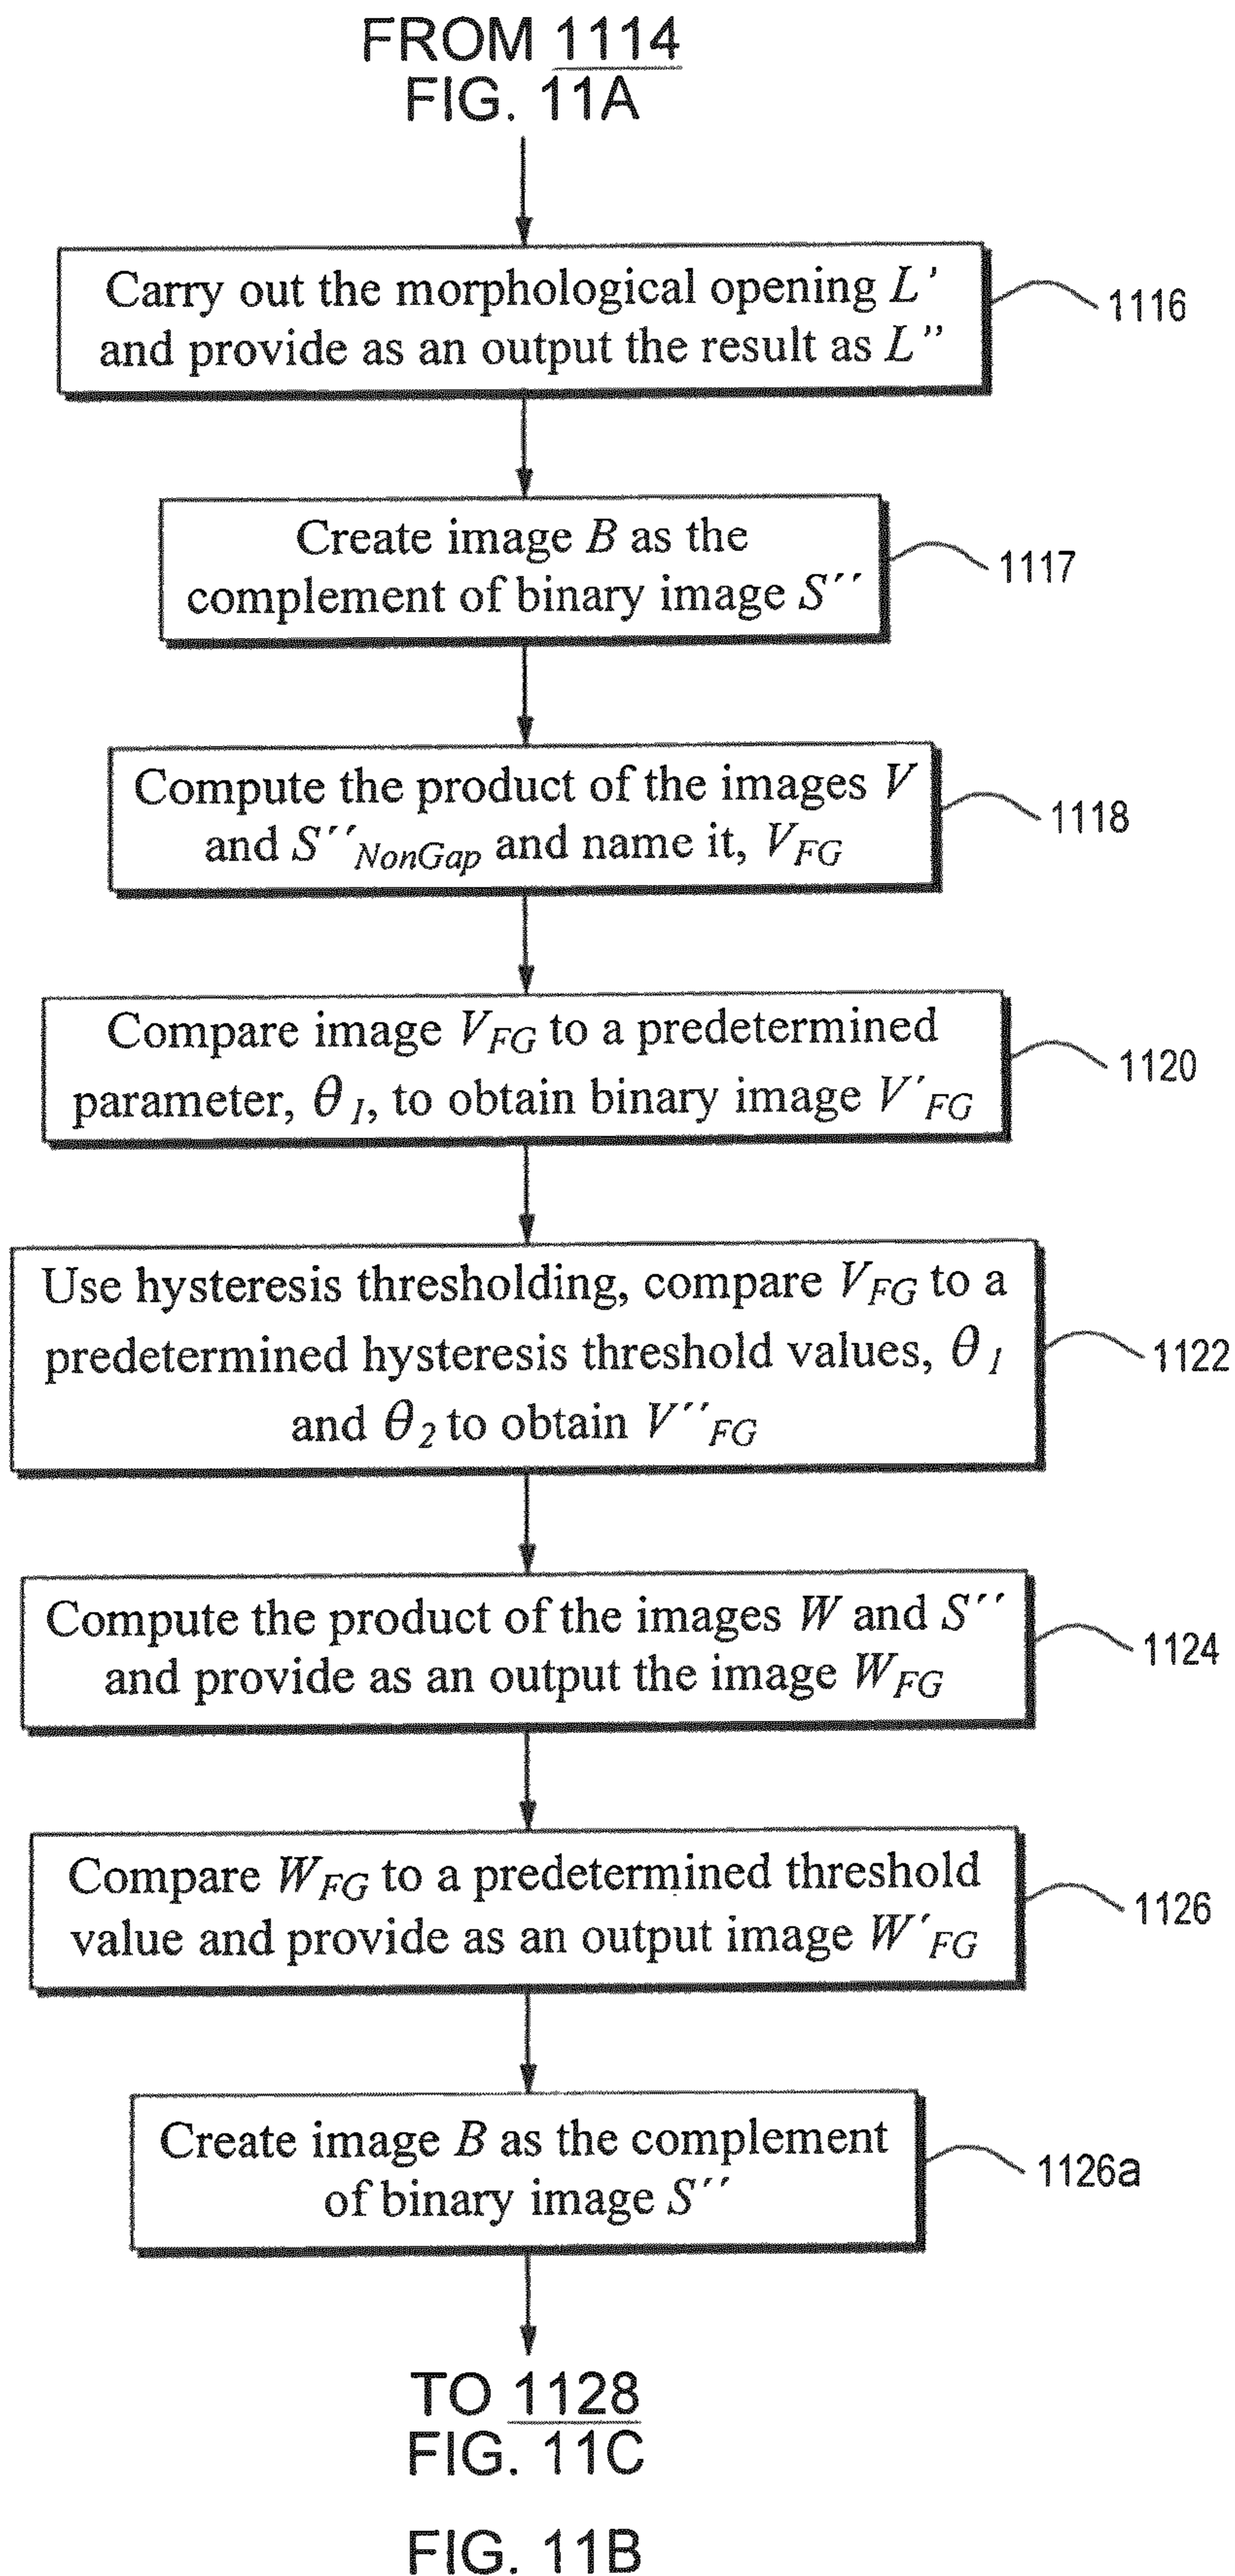 FROM 1114
FIG. 11A
Carry out the morphological opening L'
and provide as an output the result as L''
1116
Create image B as the
complement of binary image S´´
1117
Compute the product of the images V
and S´´NonGap and name it, VFG
1118
Compare image VFG to a predetermined
parameter, θ1, to obtain binary image V´FG
1120
Use hysteresis thresholding, compare VFG to a
predetermined hysteresis threshold values, θ1
and θ2 to obtain V´´FG
1122
Compute the product of the images W and S´´
and provide as an output the image WFG
1124
Compare WFG to a predetermined threshold
value and provide as an output image W´FG
1126
Create image B as the complement
of binary image S´´
1126a
TO 1128
FIG. 11C
FIG. 11B